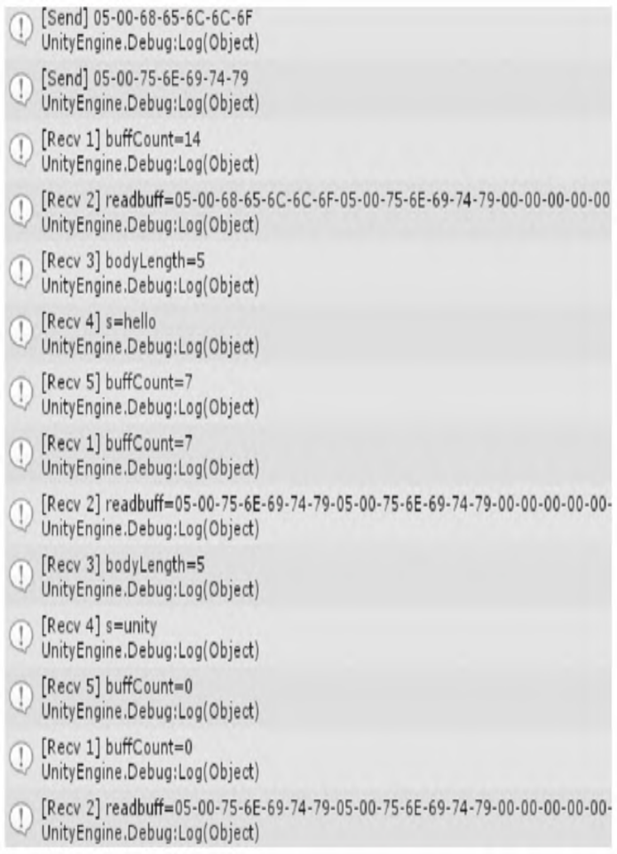 [Send] 05-00-68-65-6C-6C-6F
UnityEngine.Debug:Log(Object)
[Send] 05-00-75-6E-69-74-79
UnityEngine.Debug:Log(Object)
[Recv 1] buffCount=14
UnityEngine.Debug:Log(Object)
[Recv 2] readbuff=05-00-68-65-6C-6C-6F-05-00-75-6E-69-74-79-00-00-00-00-00
UnityEngine.Debug:Log(Object)
[Recv 3] bodyLength=5
UnityEngine.Debug:Log(Object)
[Recv 4] s=hello
UnityEngine.Debug:Log(Object)
[Recv 5] buffCount=7
UnityEngine.Debug:Log(Object)
[Recv 1] buffCount=7
UnityEngine.Debug:Log(Object)
[Recv 2] readbuff=05-00-75-6E-69-74-79-05-00-75-6E-69-74-79-00-00-00-00-00-
UnityEngine.Debug:Log(Object)
[Recv 3] bodyLength=5
UnityEngine.Debug:Log(Object)
[Recv 4] s=unity
UnityEngine.Debug:Log(Object)
[Recv 5] buffCount=0
UnityEngine.Debug:Log(Object)
[Recv 1] buffCount=0
UnityEngine.Debug:Log(Object)
[Recv 2] readbuff=05-00-75-6E-69-74-79-05-00-75-6E-69-74-79-00-00-00-00-00-
UnityEngine.Debug:Log(Object)